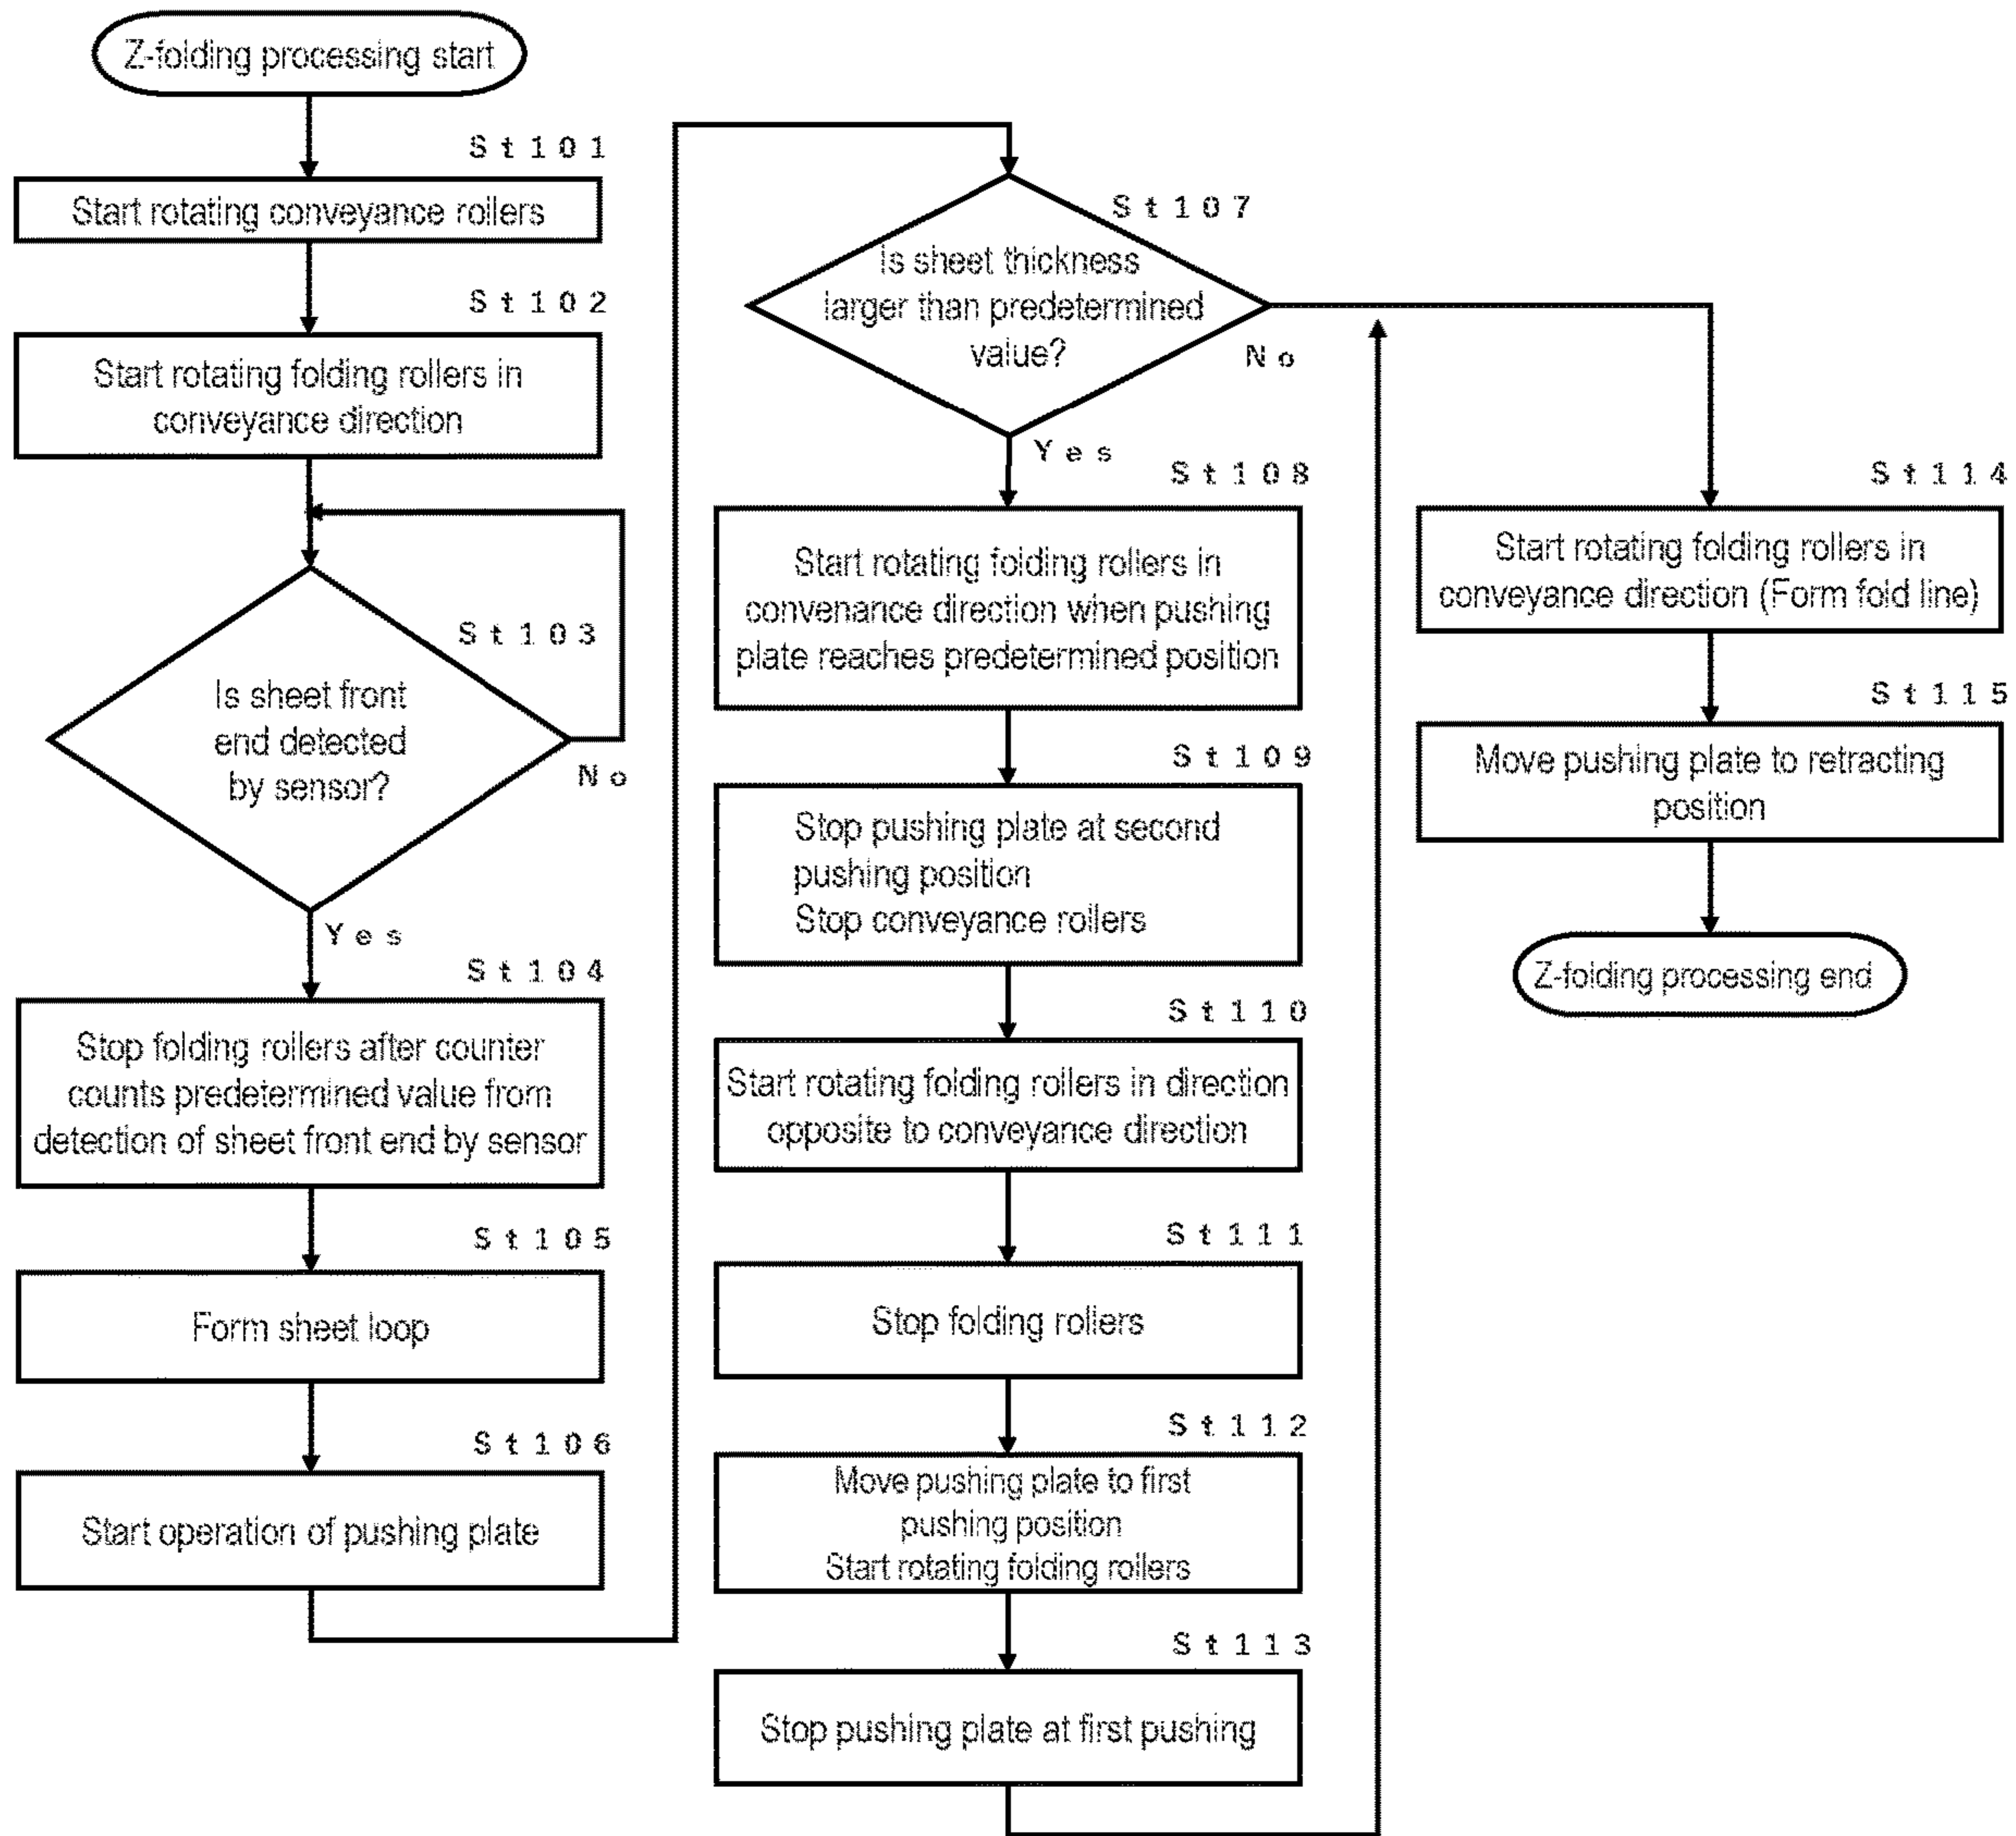 Z-folding processing start
St101
Start rotating conveyance rollers
St102
Start rotating folding rollers in
conveyance direction
St103
Is sheet front
end detected
by sensor?
No
Yes
St104
Stop folding rollers after counter
counts predetermined value from
detection of sheet front end by sensor
St105
Form sheet loop
St106
Start operation of pushing plate
St107
Is sheet thickness
larger than predetermined
value?
No
Yes
St108
Start rotating folding rollers in
convenance direction when pushing
plate reaches predetermined position
St109
Stop pushing plate at second
pushing position
Stop conveyance rollers
St110
Start rotating folding rollers in direction
opposite to conveyance direction
St111
Stop folding rollers
St112
Move pushing plate to first
pushing position
Start rotating folding rollers
St113
Stop pushing plate at first pushing
St114
Start rotating folding rollers in
conveyance direction (Form fold line)
St115
Move pushing plate to retracting
position
Z-folding processing end